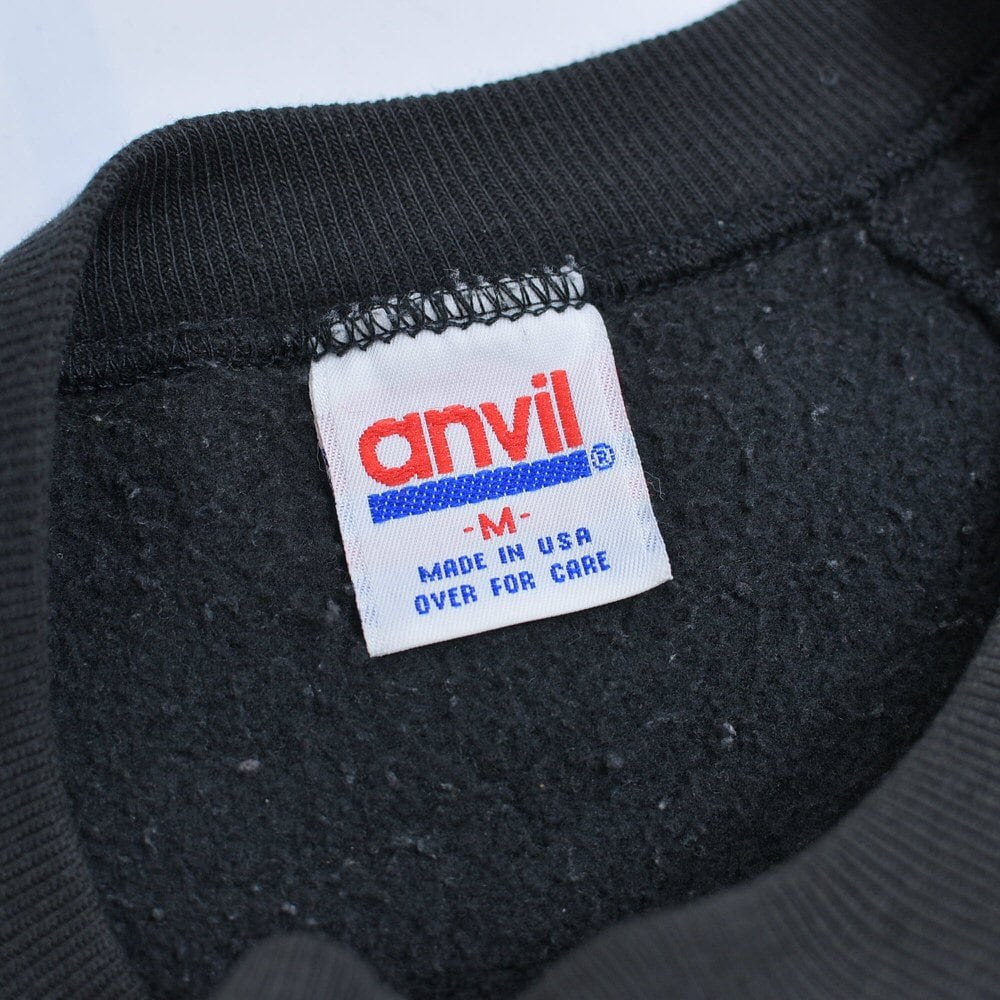 anvil®
-M-
MADE IN USA
OVER FOR CARE